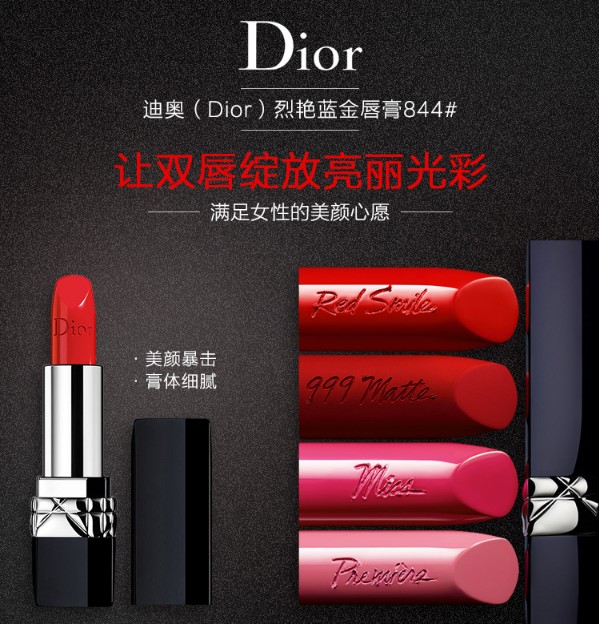 Dior
迪奥（Dior）烈艳蓝金唇膏844#
让双唇绽放亮丽光彩
满足女性的美颜心愿
Dior
· 美颜暴击
· 膏体细腻
Red Smile
999 Matte
Miss
Première